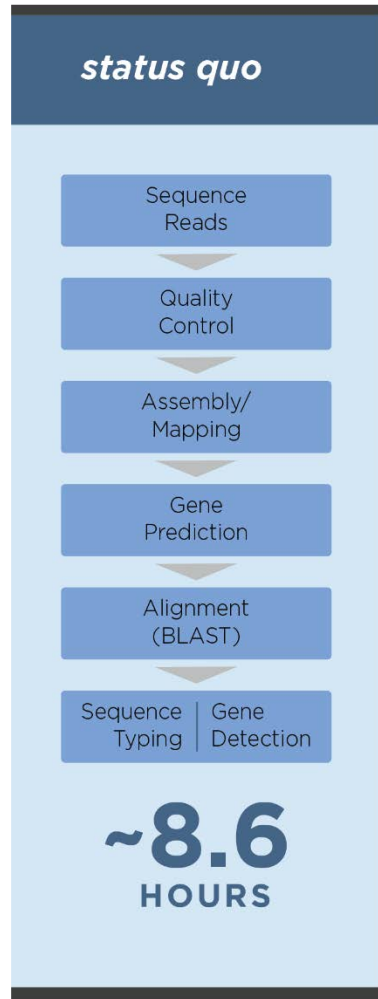 status quo
Sequence
Reads
Quality
Control
Assembly/
Mapping
Gene
Prediction
Alignment
(BLAST)
Sequence
Typing
Gene
Detection
~8.6
HOURS